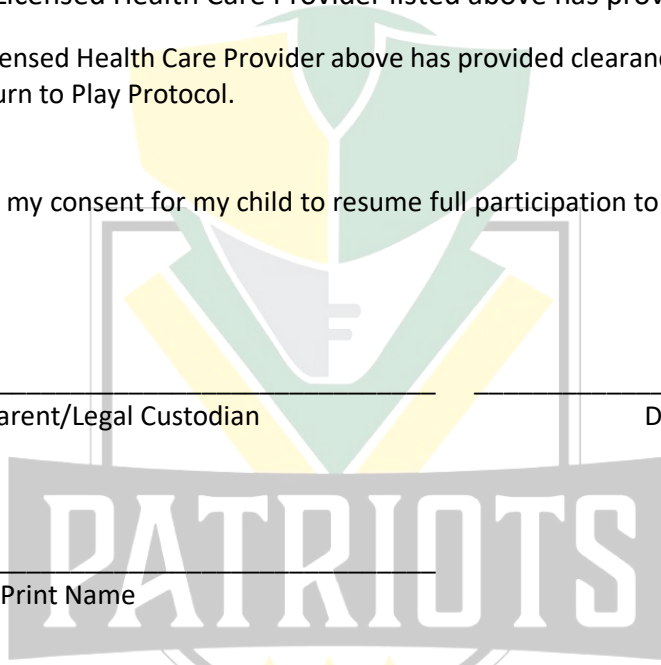 Licensed Health Care Provider listed above has prov
ensed Health Care Provider above has provided clearanc
urn to Play Protocol.
my consent for my child to resume full participation to
arent/Legal Custodian D
PATRIOTS
Print Name